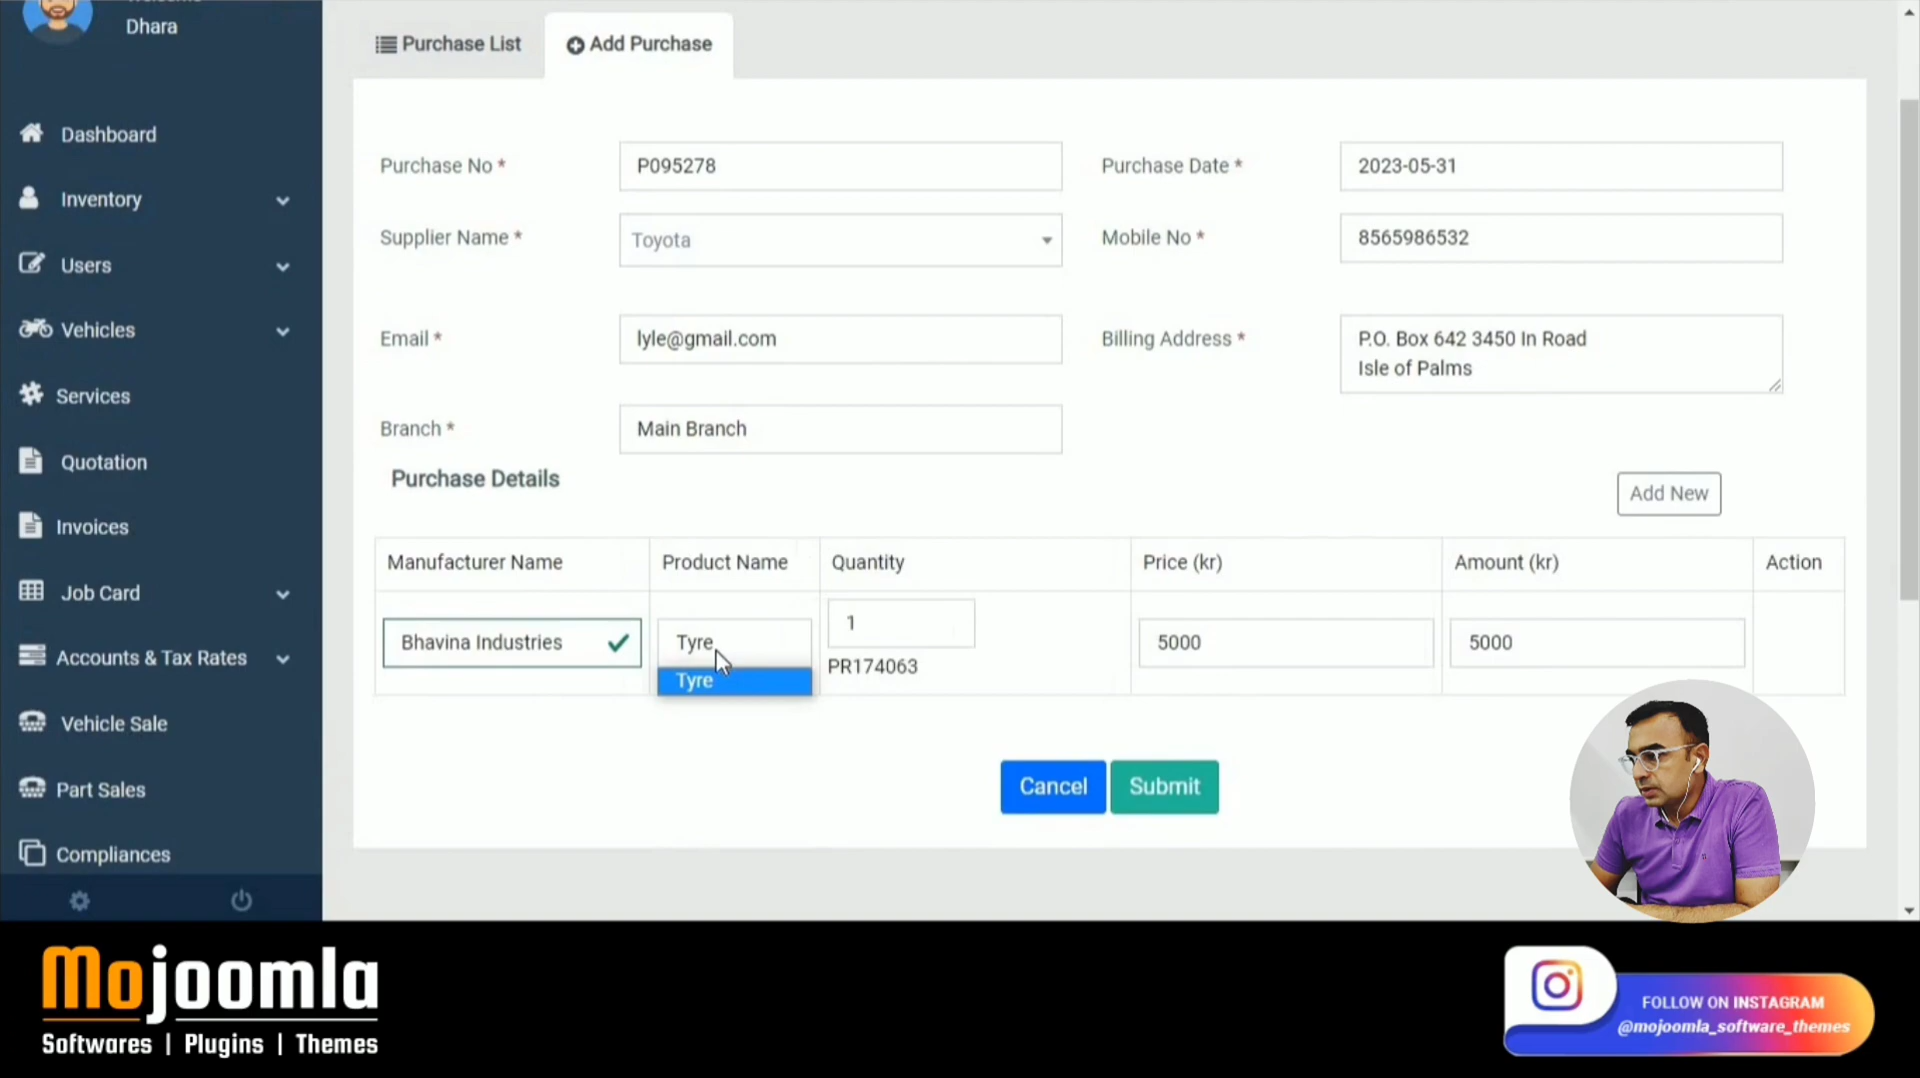 Dhara
Purchase List
Add Purchase
Dashboard
Inventory
Users
Vehicles
Services
Quotation
Invoices
Job Card
Accounts & Tax Rates
Vehicle Sale
Part Sales
Compliances
Purchase No *
P095278
Purchase Date *
2023-05-31
Supplier Name *
Toyota
Mobile No *
8565986532
Email *
lyle@gmail.com
Billing Address *
P.O. Box 642 3450 In Road
Isle of Palms
Branch *
Main Branch
Purchase Details
Add New
Manufacturer Name
Product Name
Quantity
Price (kr)
Amount (kr)
Action
Bhavina Industries
Tyre
Tyre
1
PR174063
5000
5000
Cancel
Submit
Mojoomla
Softwares | Plugins | Themes
FOLLOW ON INSTAGRAM
@mojoomla_software_themes